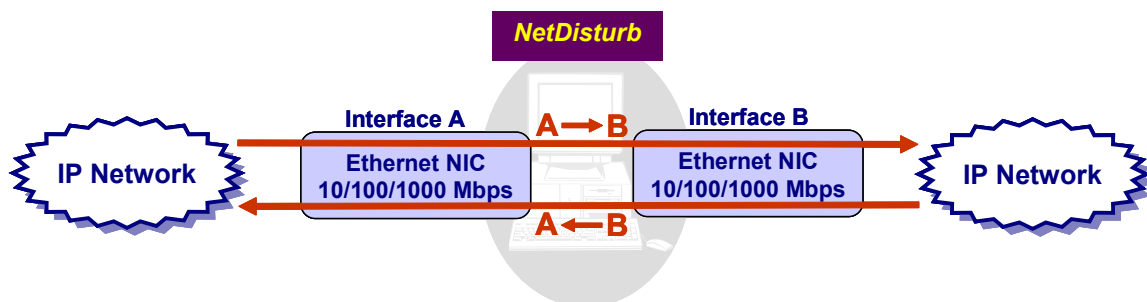 NetDisturb
Interface A
A B
Interface B
IP Network
Ethernet NIC
10/100/1000 Mbps
Ethernet NIC
10/100/1000 Mbps
IP Network
A B